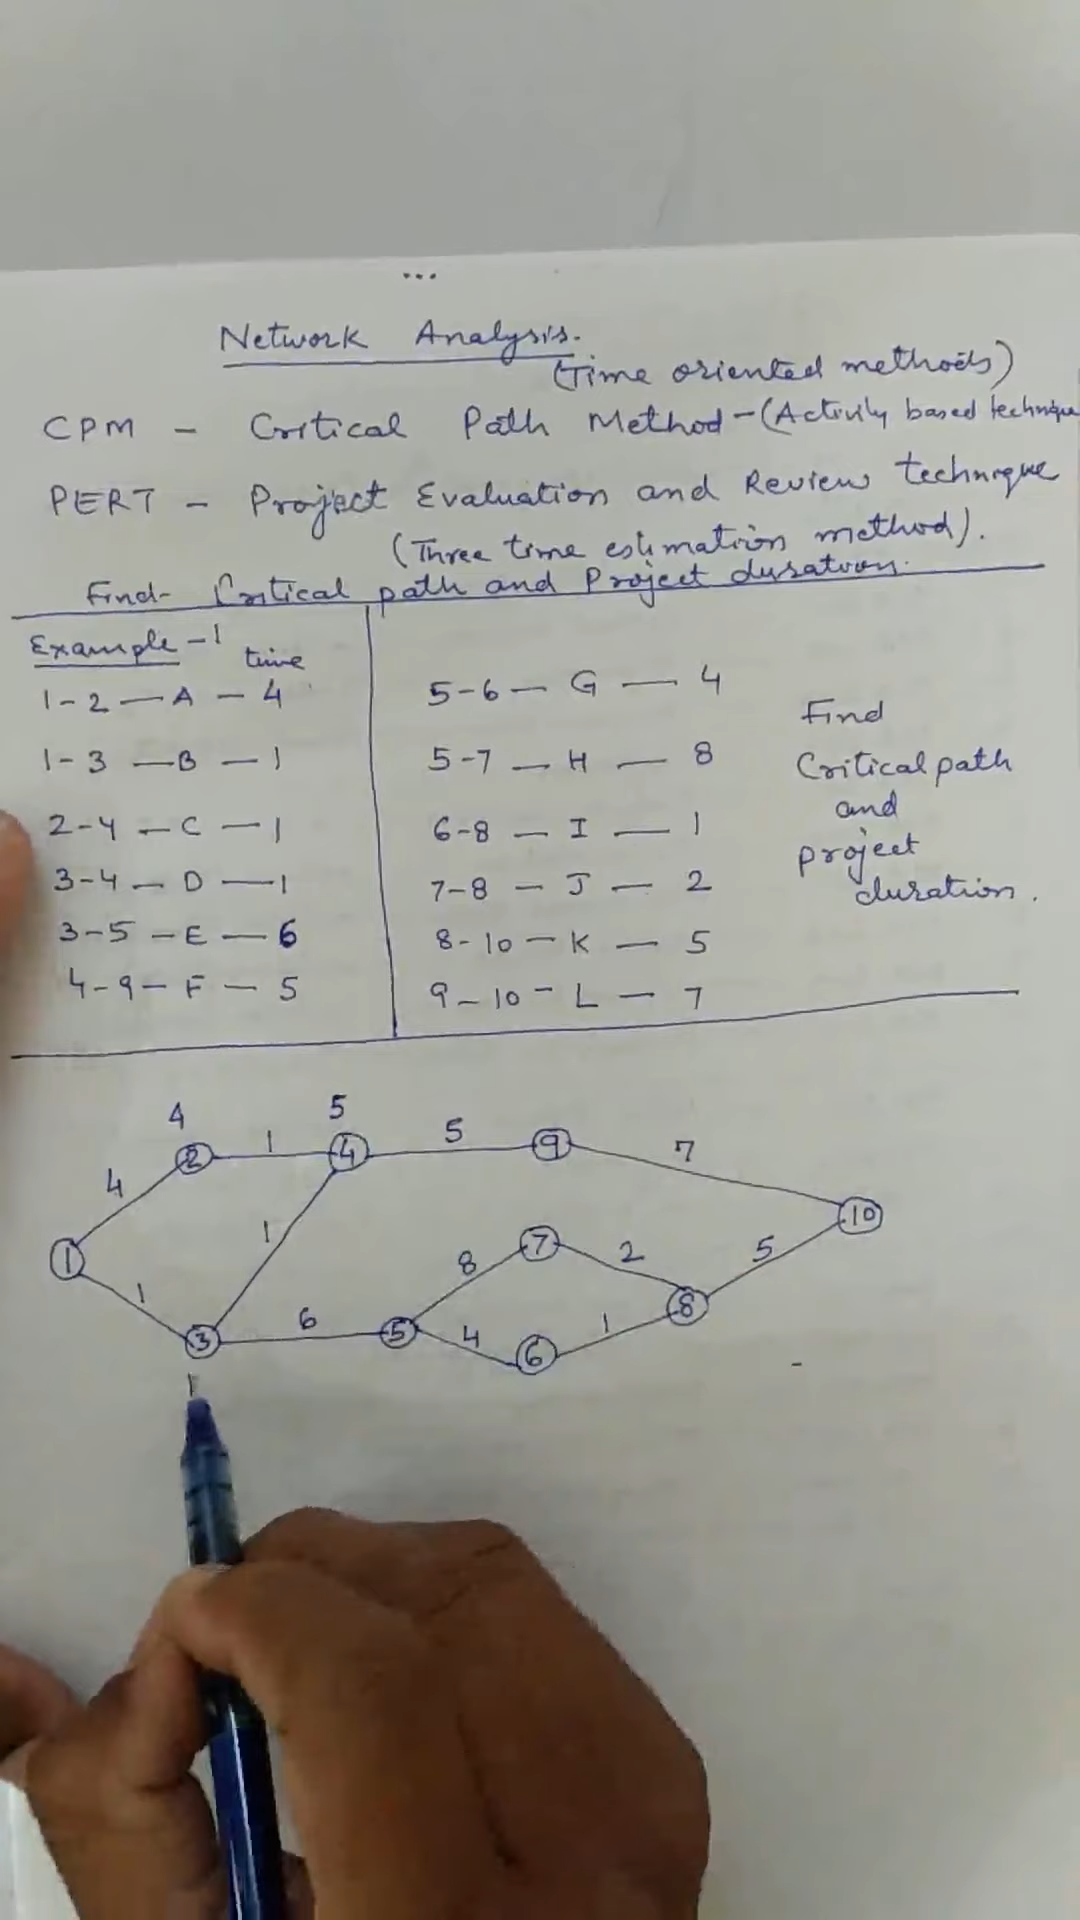 Network Analysis.
(Time oriented methods)
CPM - Critical Path Method - (Activity based technique
PERT - Project Evaluation and Review technique
(Three time estimation method).
Find- Critical path and Project duration.
Example-1
time
1-2 — A — 4
1-3 — B — 1
2-4 — C — 1
3-4 — D — 1
3-5 — E — 6
4-9 — F — 5
5-6 — G — 4
5-7 — H — 8
6-8 — I — 1
7-8 — J — 2
8-10 — K — 5
9-10 — L — 7
Find
Critical path
and
project
duration.
4 5
2 1 4 5 9 7
4
1 1 10
7
8 2 5
1 8
3 6 5 4 6 1
1